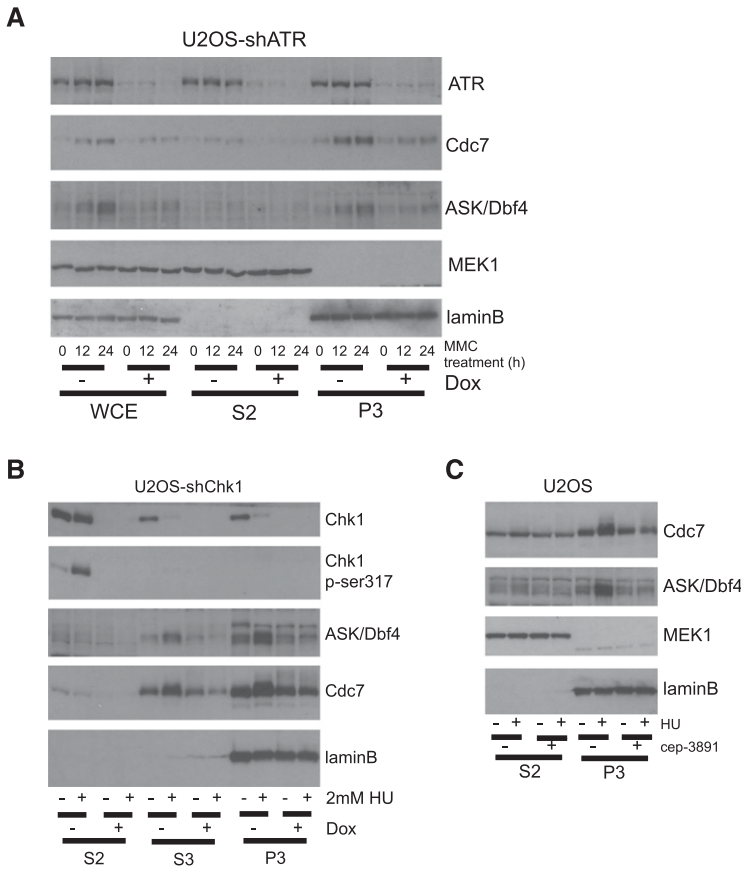 A
U2OS-shATR
ATR
Cdc7
ASK/Dbf4
MEK1
laminB
0 12 24 0 12 24 0 12 24 0 12 24 0 12 24 0 12 24 MMC
treatment (h)
- + - + - + Dox
WCE S2 P3
B
U2OS-shChk1
Chk1
Chk1
p-ser317
ASK/Dbf4
Cdc7
laminB
- + - + - + - + - + - + 2mM HU
- + - + - + Dox
S2 S3 P3
C
U2OS
Cdc7
ASK/Dbf4
MEK1
laminB
- + - + - + - + HU
- + - + cep-3891
S2 P3